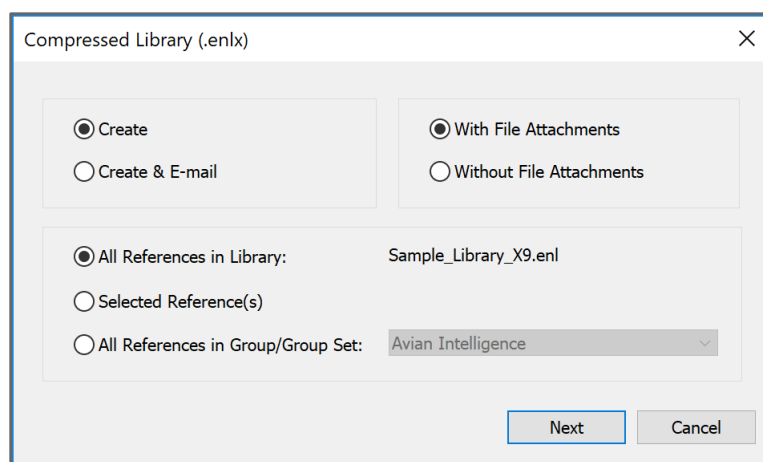 Compressed Library (.enlx)
Create
With File Attachments
Create & E-mail
Without File Attachments
All References in Library: Sample_Library_X9.enl
Selected Reference(s)
All References in Group/Group Set: Avian Intelligence
Next Cancel